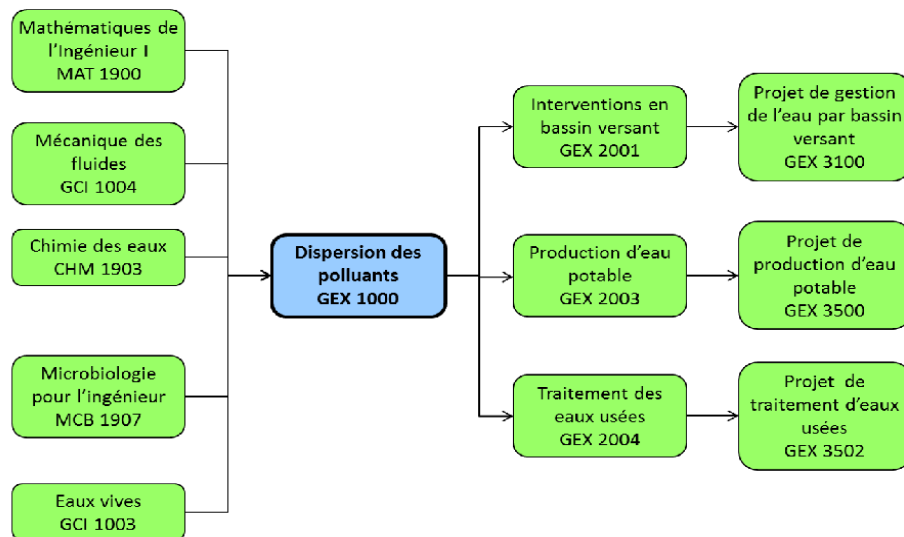 Mathématiques de
l'Ingénieur I
MAT 1900
Mécanique des
fluides
GCI 1004
Chimie des eaux
CHM 1903
Microbiologie
pour l'ingénieur
MCB 1907
Eaux vives
GCI 1003
Dispersion des
polluants
GEX 1000
Interventions en
bassin versant
GEX 2001
Production d'eau
potable
GEX 2003
Traitement des
eaux usées
GEX 2004
Projet de gestion
de l'eau par bassin
versant
GEX 3100
Projet de
production d'eau
potable
GEX 3500
Projet de
traitement d'eaux
usées
GEX 3502